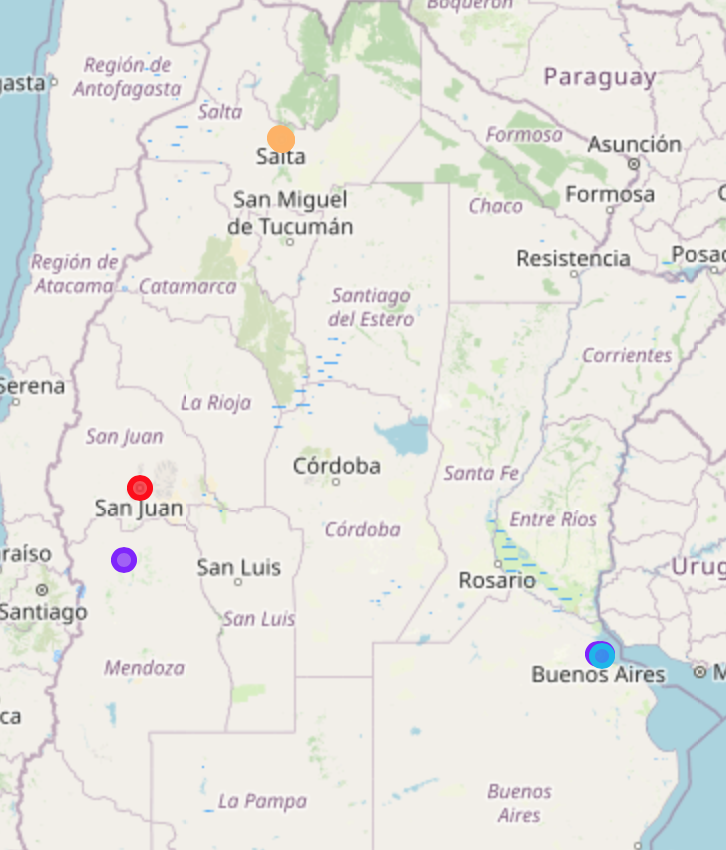 Boquerón
Región de
Antofagasta
gasta
Paraguay
Salta
Formosa
Asunción
Salta
San Miguel
de Tucumán
Formosa
Chaco
Resistencia
Posac
Región de
Atacama
Catamarca
Santiago
del Estero
Corrientes
Serena
La Rioja
San Juan
Córdoba
Santa Fe
San Juan
Entre Ríos
Córdoba
araíso
San Luis
Rosario
Urug
Santiago
San Luis
Mendoza
Buenos Aires
M
ca
La Pampa
Buenos
Aires